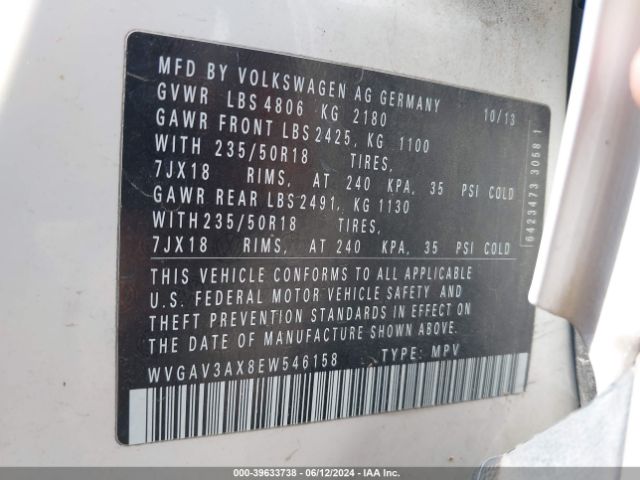 MFD BY VOLKSWAGEN AG GERMANY 10/13
GVWR LBS 4806 KG 2180
GAWR FRONT LBS 2425, KG 1100
WITH 235/50R18 TIRES,
7JX18 RIMS, AT 240 KPA, 35 PSI COLD
GAWR REAR LBS 2491, KG 1130
WITH 235/50R18 TIRES,
7JX18 RIMS, AT 240 KPA, 35 PSI COLD
6423473 3058 1
THIS VEHICLE CONFORMS TO ALL APPLICABLE
U.S. FEDERAL MOTOR VEHICLE SAFETY AND
THEFT PREVENTION STANDARDS IN EFFECT ON
THE DATE OF MANUFACTURE SHOWN ABOVE.
WVGAV3AX8EW546158 TYPE: MPV
000-39633738 - 06/12/2024 - IAA Inc.